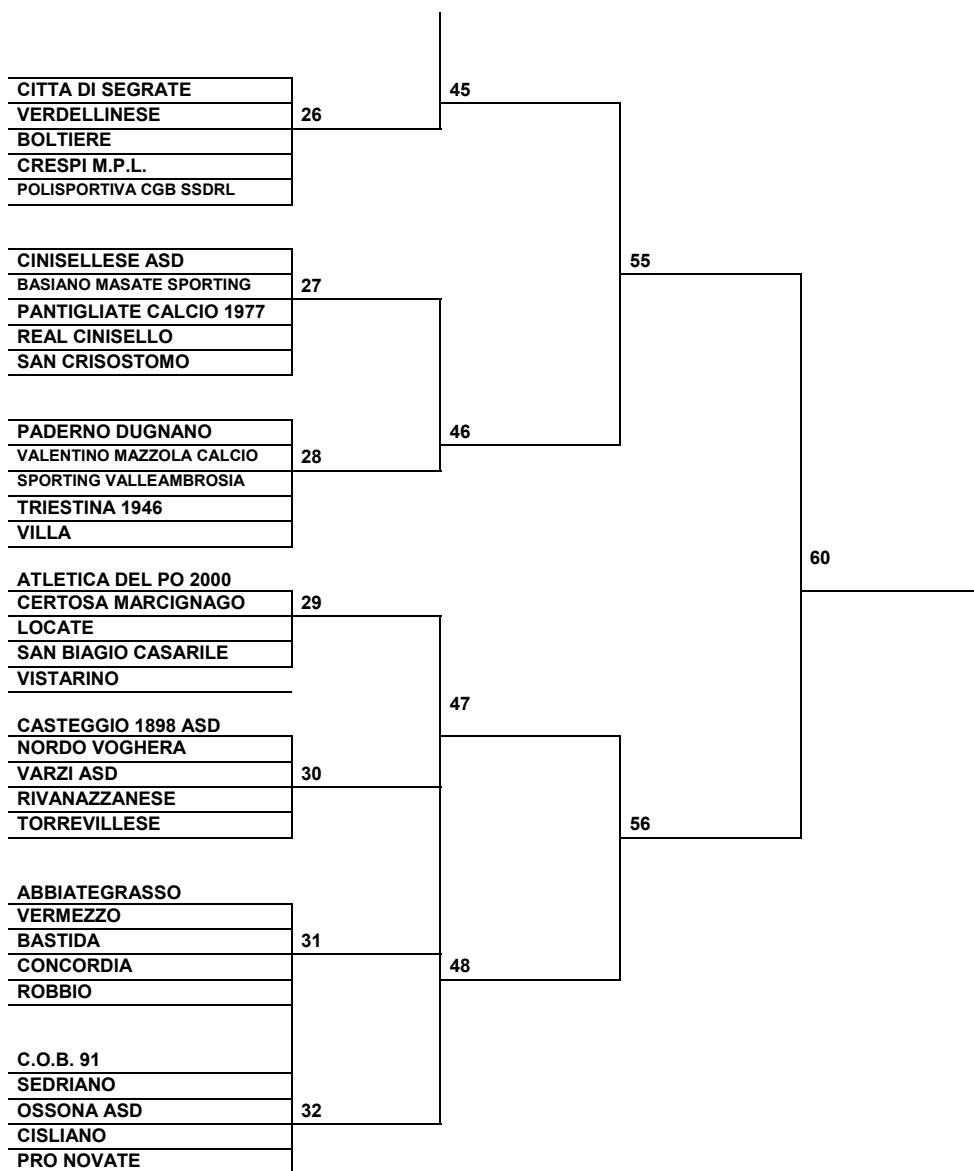 CITTA DI SEGRATE
45
VERDELLINESE
26
BOLTIERE
CRESPI M.P.L.
POLISPORTIVA CGB SSDRL
CINISELLESE ASD
55
BASIANO MASATE SPORTING
27
PANTIGLIATE CALCIO 1977
REAL CINISELLO
SAN CRISOSTOMO
PADERNO DUGNANO
46
VALENTINO MAZZOLA CALCIO
28
SPORTING VALLEAMBROSIA
TRIESTINA 1946
VILLA
60
ATLETICA DEL PO 2000
CERTOSA MARCIGNAGO
29
LOCATE
SAN BIAGIO CASARILE
VISTARINO
47
CASTEGGIO 1898 ASD
NORDO VOGHERA
VARZI ASD
30
RIVANAZZANESE
TORREVILLESE
56
ABBIATEGRASSO
VERMEZZO
BASTIDA
31
CONCORDIA
48
ROBBIO
C.O.B. 91
SEDRIANO
OSSONA ASD
32
CISLIANO
PRO NOVATE